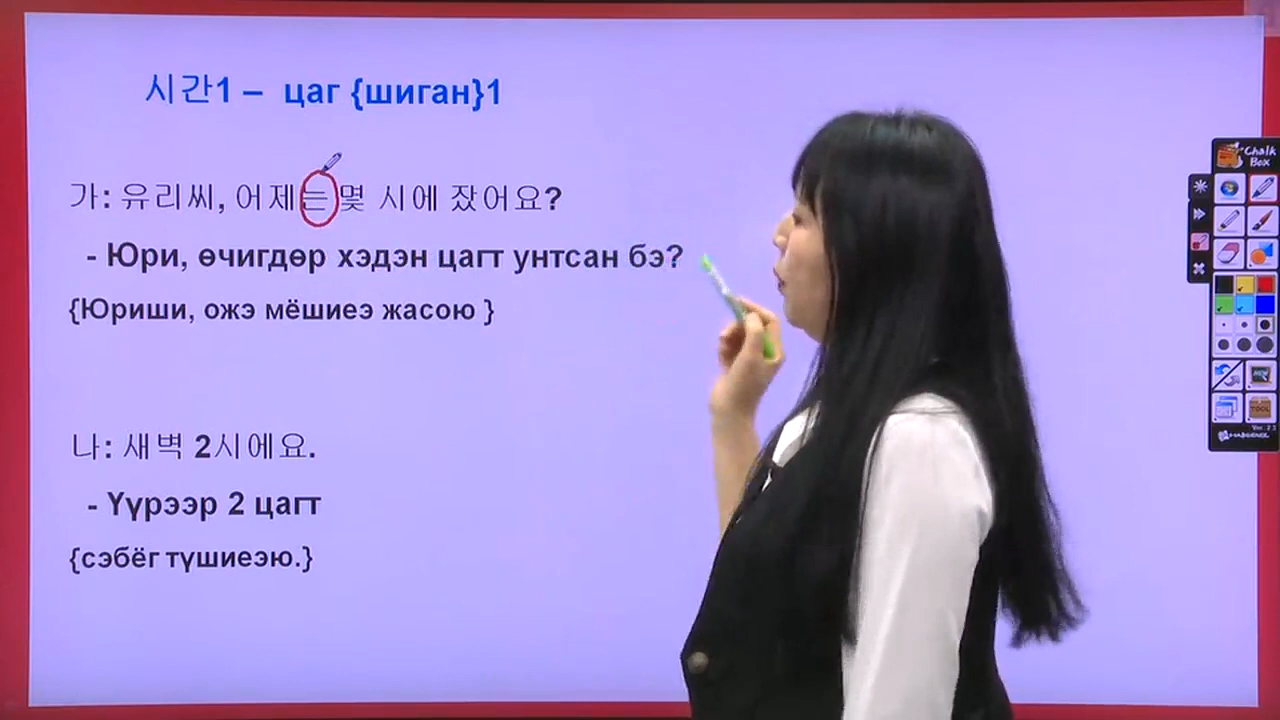 시간1 – цаг {шиган}1
가: 유리씨, 어제는 몇 시에 잤어요?
- Юри, өчигдөр хэдэн цагт унтсан бэ?
{Юриши, ожэ мёшиеэ жасою }
나: 새벽 2시에요.
- Үүрээр 2 цагт
{сэбёг түшиеэю.}
Chalk
Box
TOOL